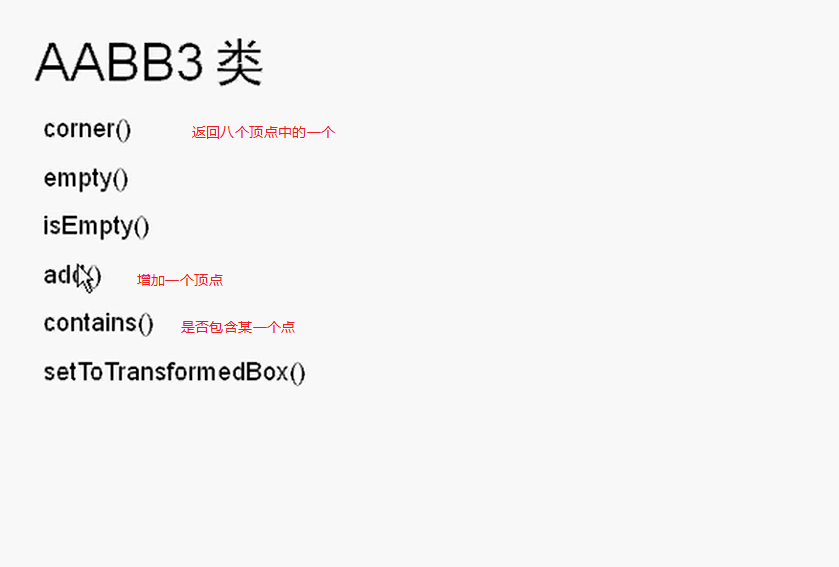 AABB3 类
corner() 返回八个顶点中的一个
empty()
isEmpty()
add() 增加一个顶点
contains() 是否包含某一个点
setToTransformedBox()